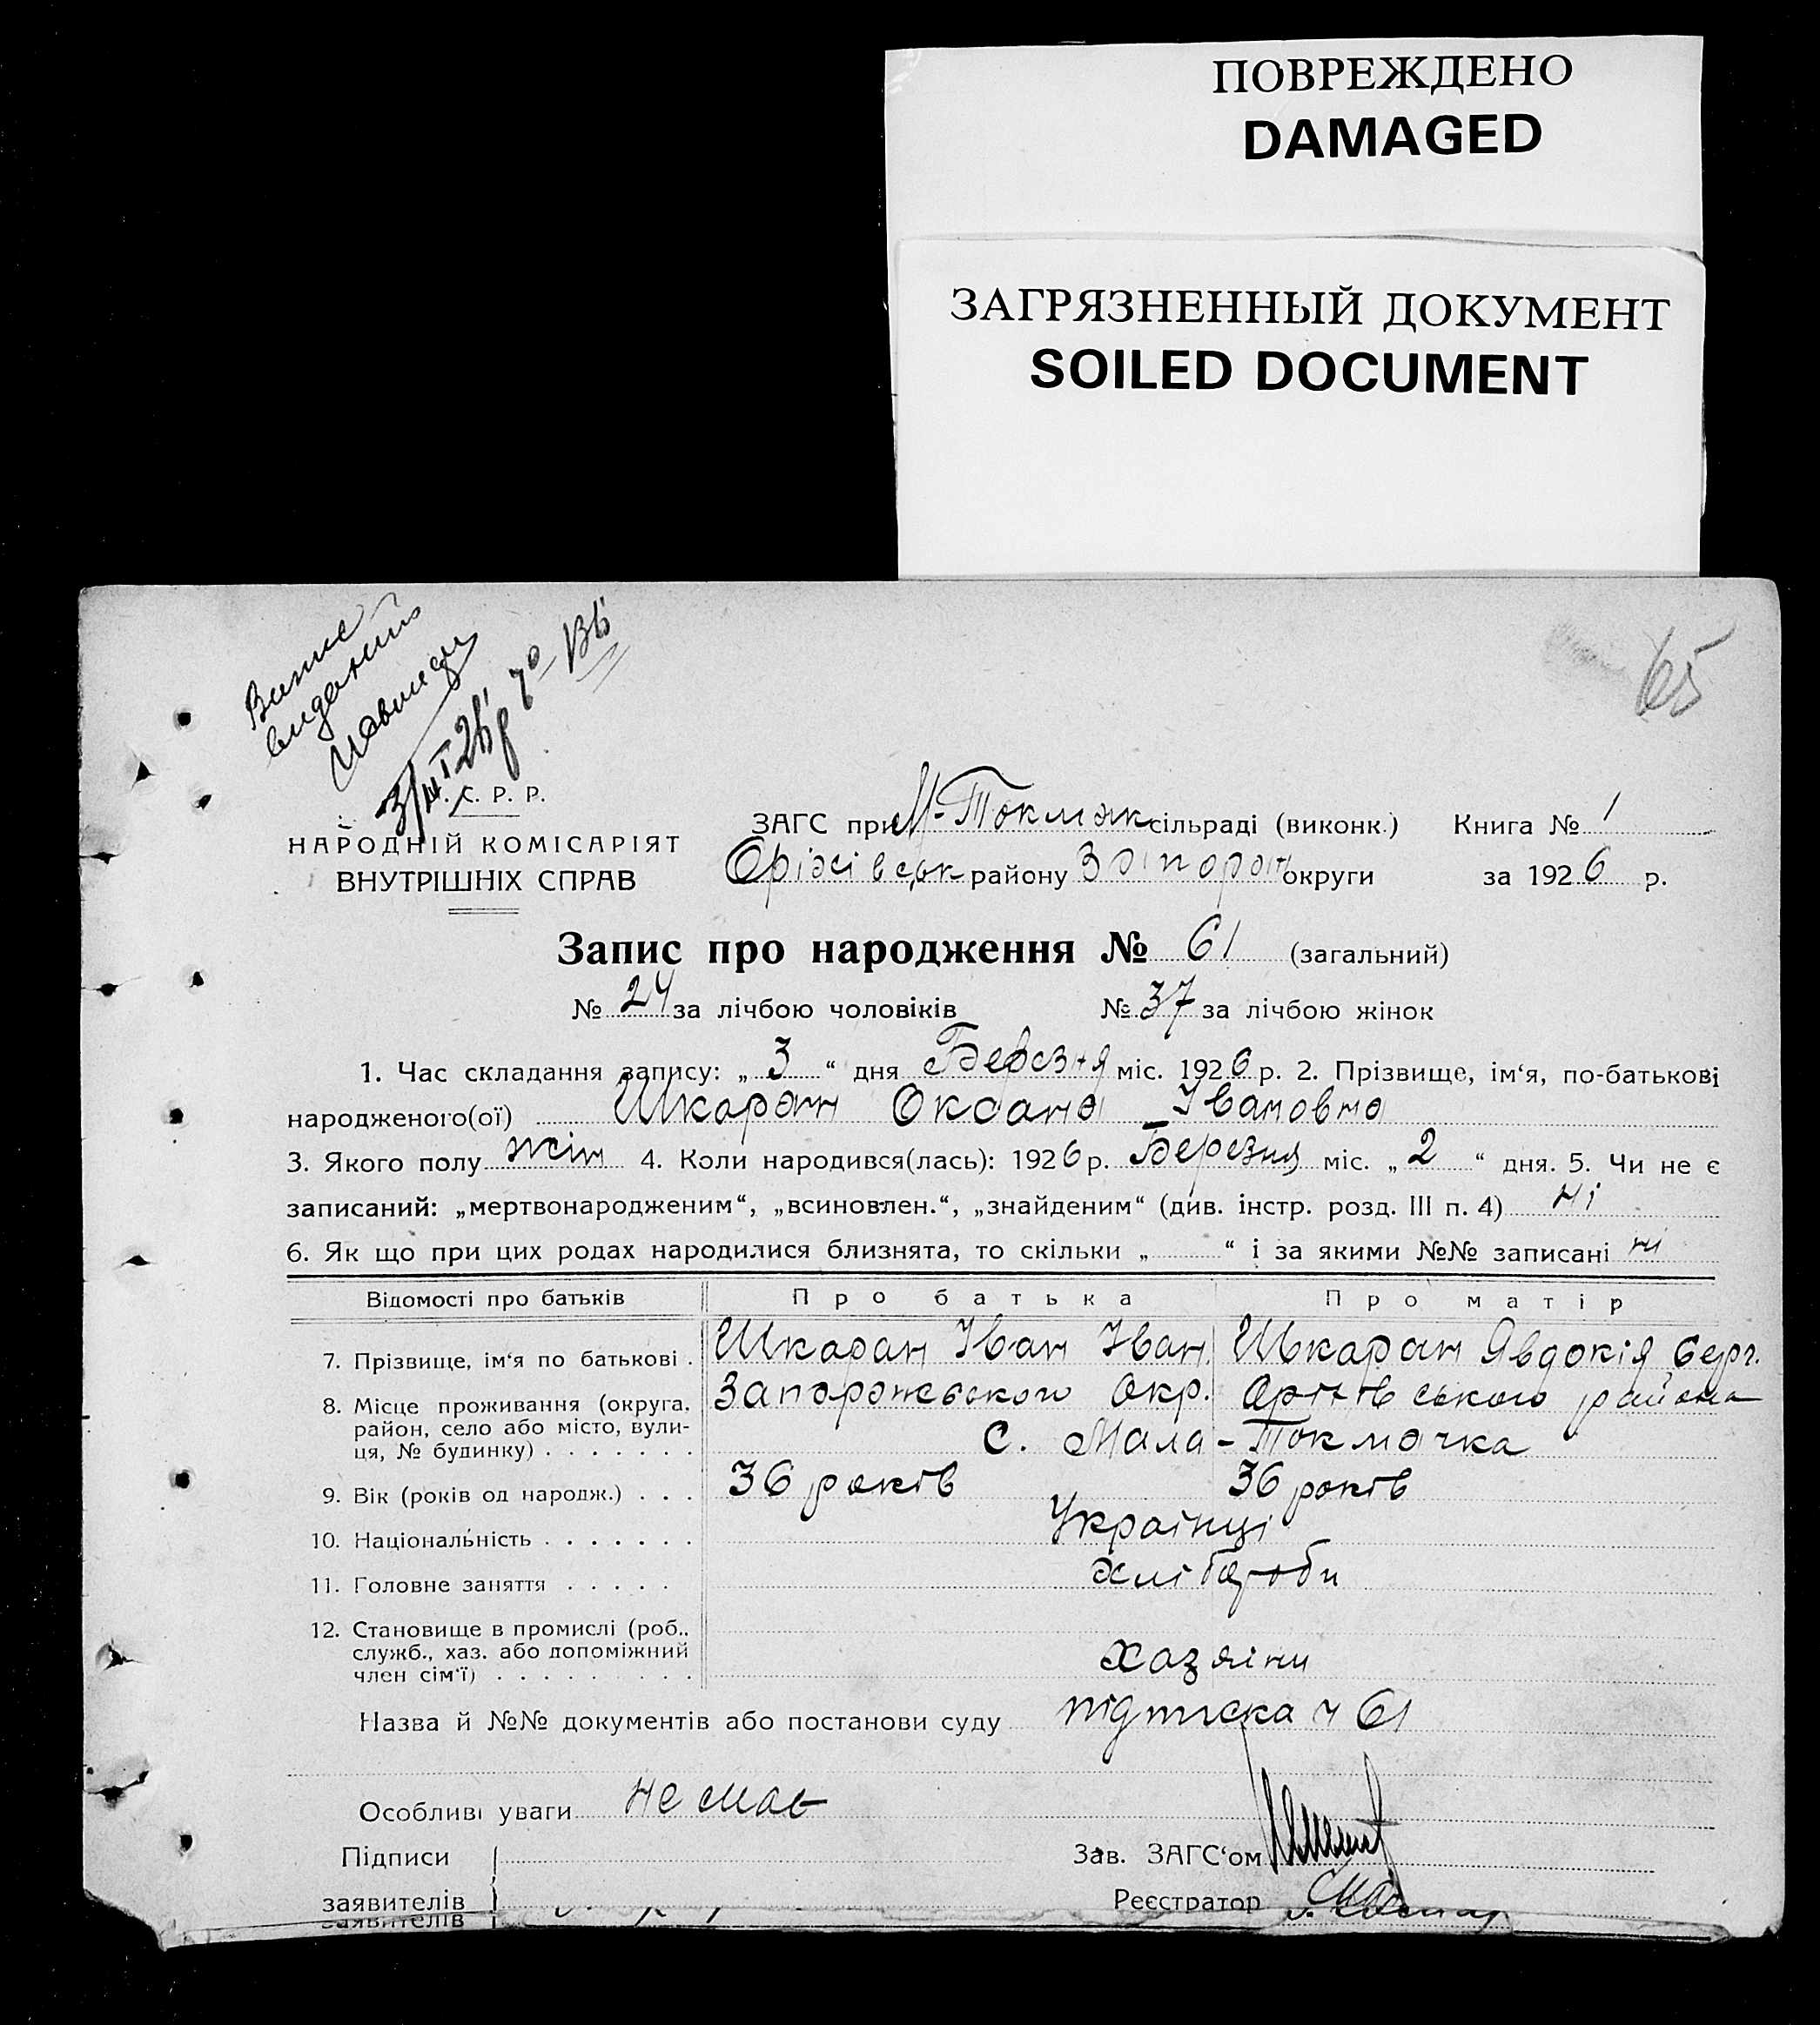 ПОВРЕЖДЕНО
DAMAGED
ЗАГРЯЗНЕННЫЙ ДОКУМЕНТ
SOILED DOCUMENT
65
Випис
виданий
. С. Р. Р.
НАРОДНІЙ КОМІСАРІЯТ
ВНУТРІШНІХ СПРАВ
ЗАГС при М-Токмак сільраді (виконк.) Книга № 1
Оріхівськ району Запорож округи за 1926 р.
Запис про народження № 61 (загальний)
№ 24 за лічбою чоловіків № 37 за лічбою жінок
1. Час складання запису: „ 3 “ дня Березня міс. 1926 р. 2. Прізвище, ім‘я, по-батькові
народженого(ої) Шкаран Оксана Івановна
3. Якого полу жін 4. Коли народився(лась): 1926 р. Березня міс. „ 2 “ дня. 5. Чи не є
записаний: „мертвонародженим“, „всиновлен.“, „знайденим“ (див. інстр. розд. III п. 4) ні
6. Як що при цих родах народилися близнята, то скільки „ “ і за якими №№ записані ні
Відомості про батьків Про батька Про матір
7. Прізвище, ім‘я по батькові . Шкаран Іван Іван. Шкаран Явдокія Серг.
8. Місце проживання (округа, Запорожського Окр. Оріхівського района
район, село або місто, вули-
ця, № будинку) . . . . . . . с. Мала-Токмачка
9. Вік (років од народж.) . . . 36 років 36 років
10. Національність . . . . . . . Українці
11. Головне заняття . . . . . хлібороби
12. Становище в промислі (роб.,
служб., хаз. або допоміжний
член сім‘ї) . . . . . . . . хазяїни
Назва й №№ документів або постанови суду підписка ч 61
Особливі уваги не має
Підписи Зав. ЗАГС‘ом
заявителів Реєстратор
заявителів